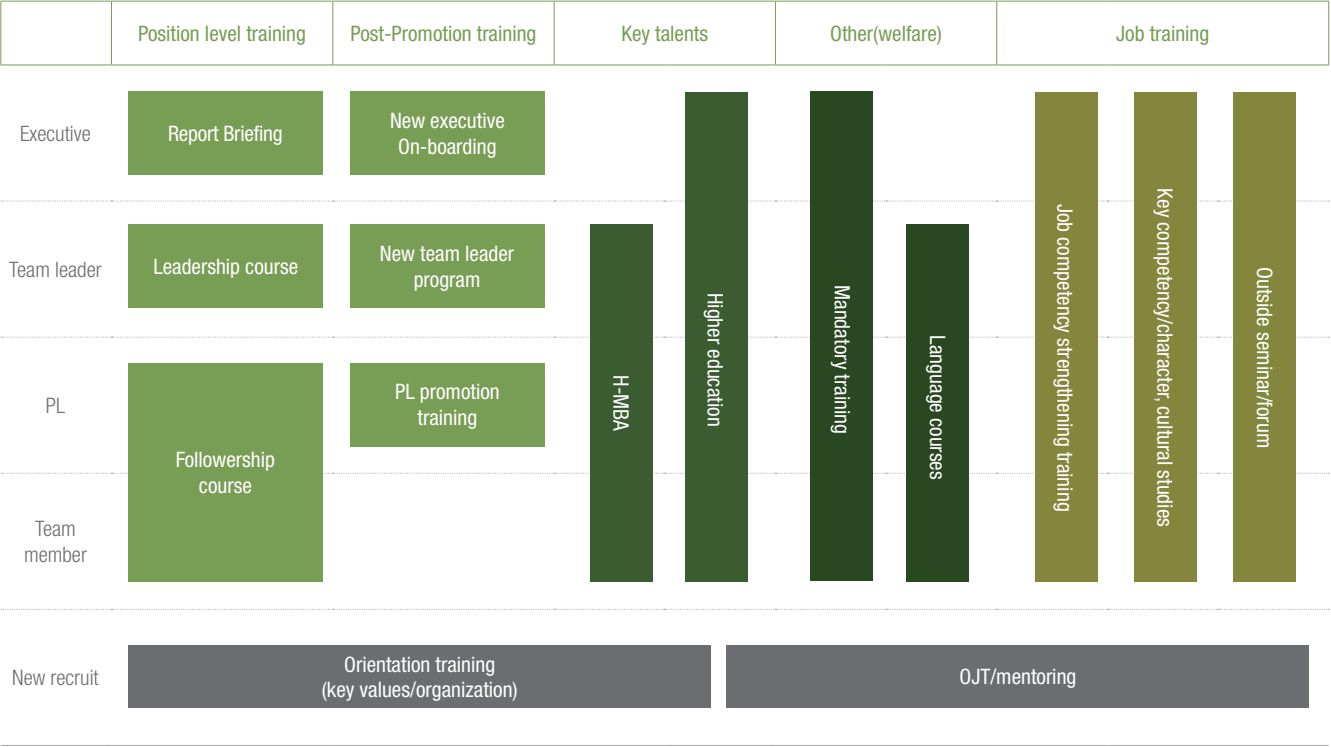 Position level training
Post-Promotion training
Key talents
Other(welfare)
Job training
Executive
Report Briefing
New executive
On-boarding
Team leader
Leadership course
New team leader
program
PL
PL promotion
training
Followership
course
Team
member
H-MBA
Higher education
Mandatory training
Language courses
Job competency strengthening training
Key competency/character, cultural studies
Outside seminar/forum
New recruit
Orientation training
(key values/organization)
OJT/mentoring